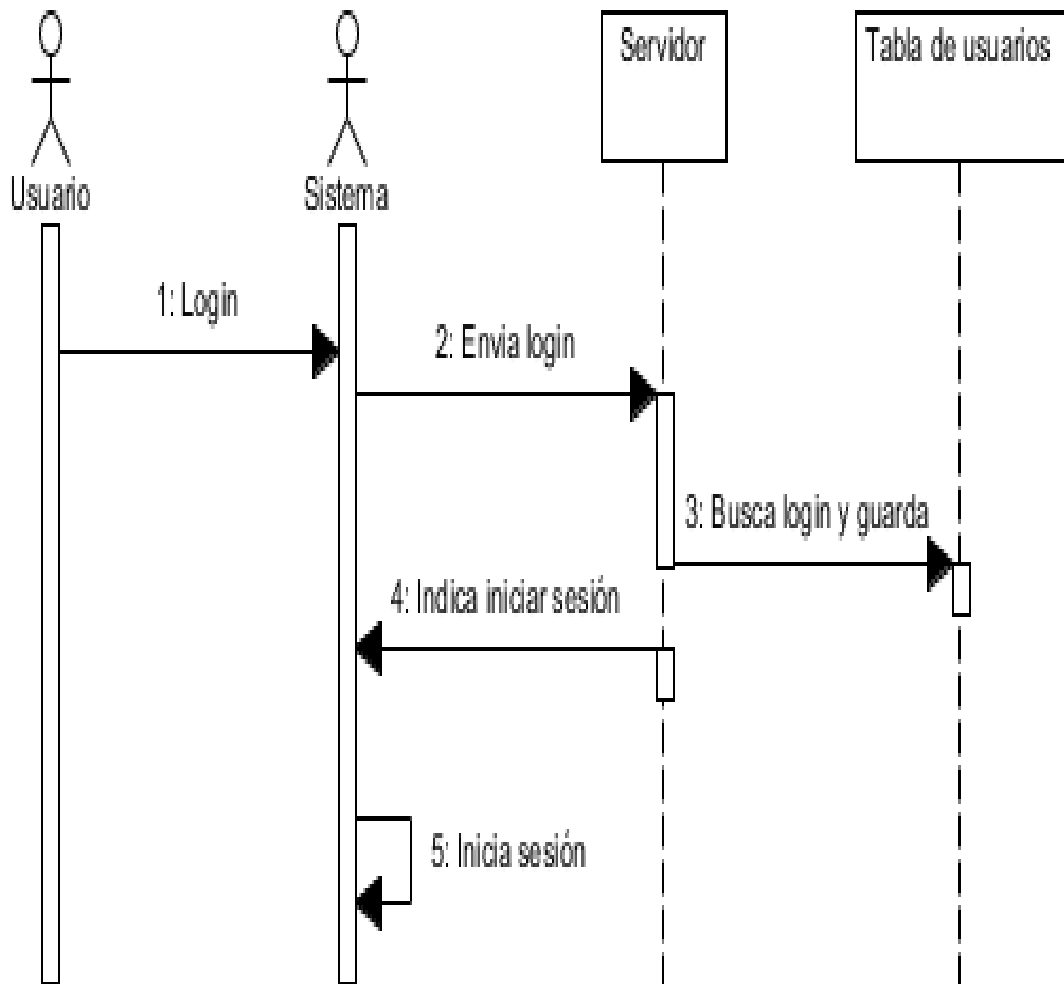 Servidor
Tabla de usuarios
Usuario
Sistema
1: Login
2: Envia login
3: Busca login y guarda
4: Indica iniciar sesión
5: Inicia sesión